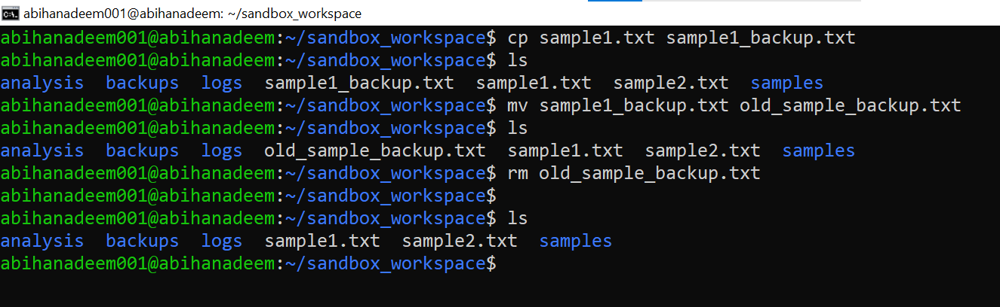 abihanadeem001@abihanadeem: ~/sandbox_workspace
abihanadeem001@abihanadeem:~/sandbox_workspace$ cp sample1.txt sample1_backup.txt
abihanadeem001@abihanadeem:~/sandbox_workspace$ ls
analysis  backups  logs  sample1_backup.txt  sample1.txt  sample2.txt  samples
abihanadeem001@abihanadeem:~/sandbox_workspace$ mv sample1_backup.txt old_sample_backup.txt
abihanadeem001@abihanadeem:~/sandbox_workspace$ ls
analysis  backups  logs  old_sample_backup.txt  sample1.txt  sample2.txt  samples
abihanadeem001@abihanadeem:~/sandbox_workspace$ rm old_sample_backup.txt
abihanadeem001@abihanadeem:~/sandbox_workspace$
abihanadeem001@abihanadeem:~/sandbox_workspace$ ls
analysis  backups  logs  sample1.txt  sample2.txt  samples
abihanadeem001@abihanadeem:~/sandbox_workspace$